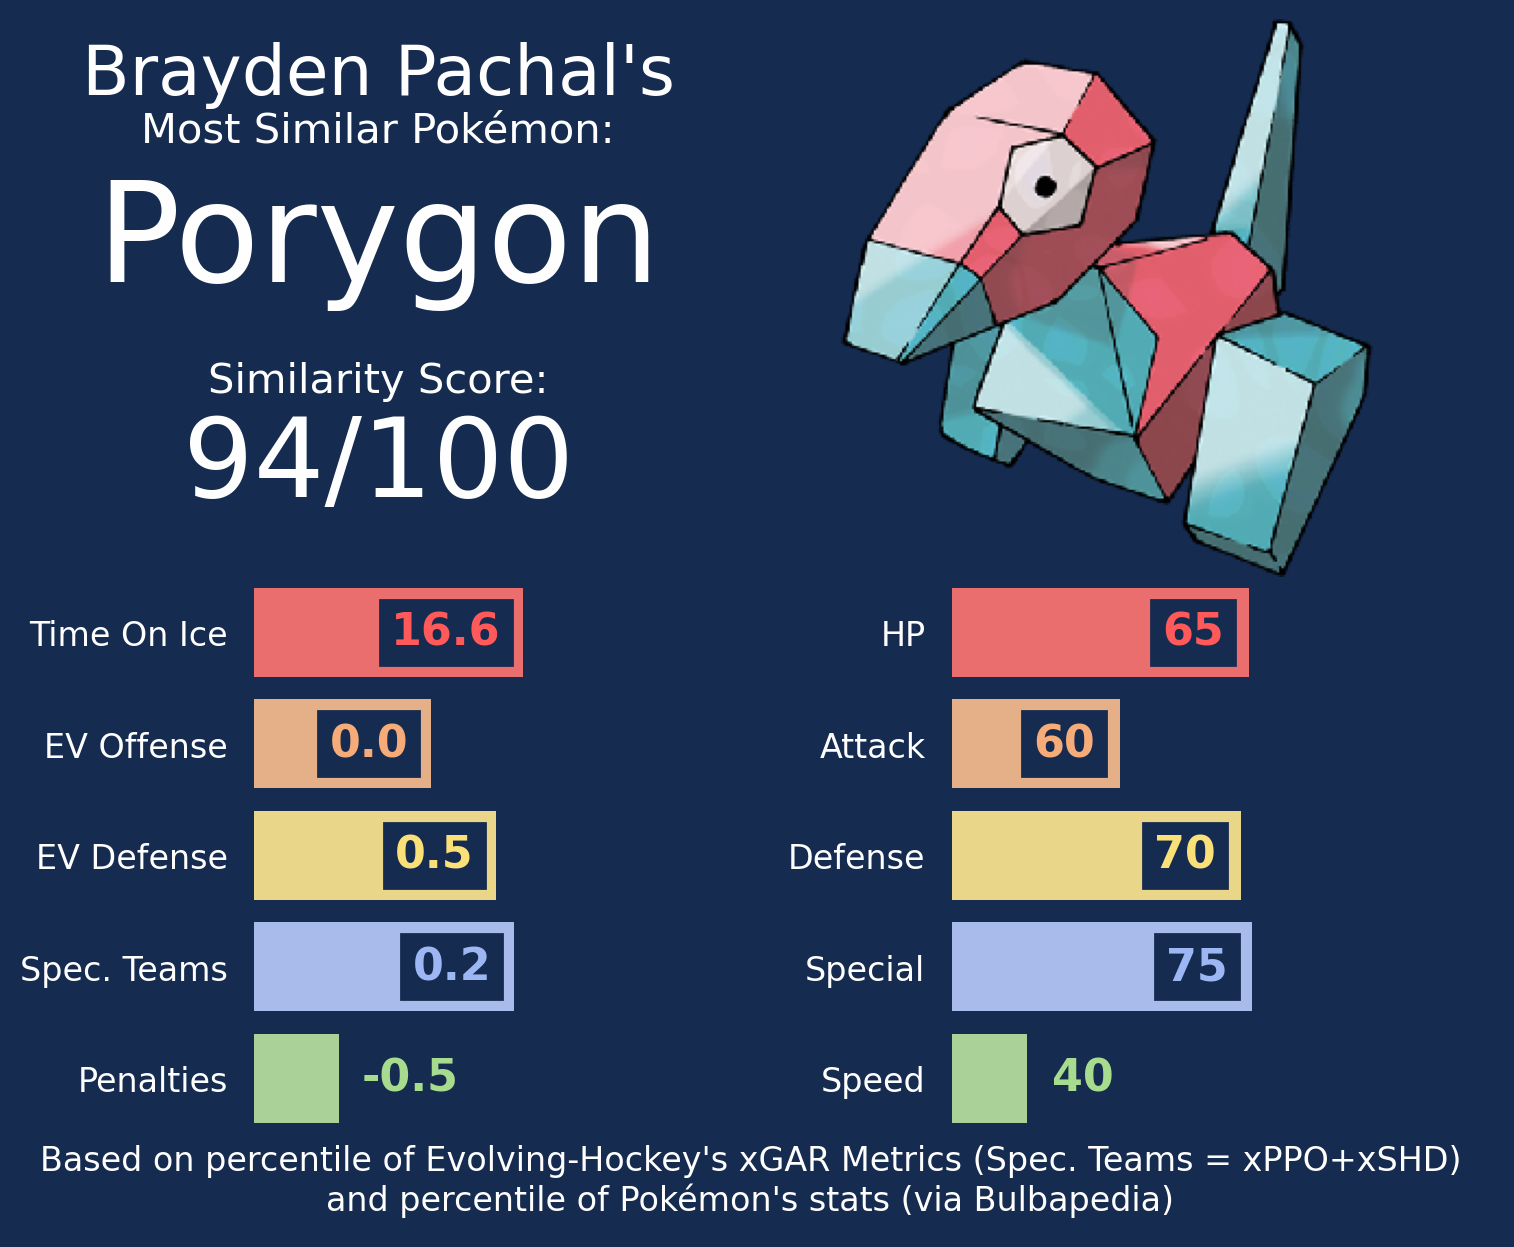 Brayden Pachal's
Most Similar Pokémon:
Porygon
Similarity Score:
94/100
Time On Ice 16.6
EV Offense 0.0
EV Defense 0.5
Spec. Teams 0.2
Penalties -0.5
HP 65
Attack 60
Defense 70
Special 75
Speed 40
Based on percentile of Evolving-Hockey's xGAR Metrics (Spec. Teams = xPPO+xSHD)
and percentile of Pokémon's stats (via Bulbapedia)